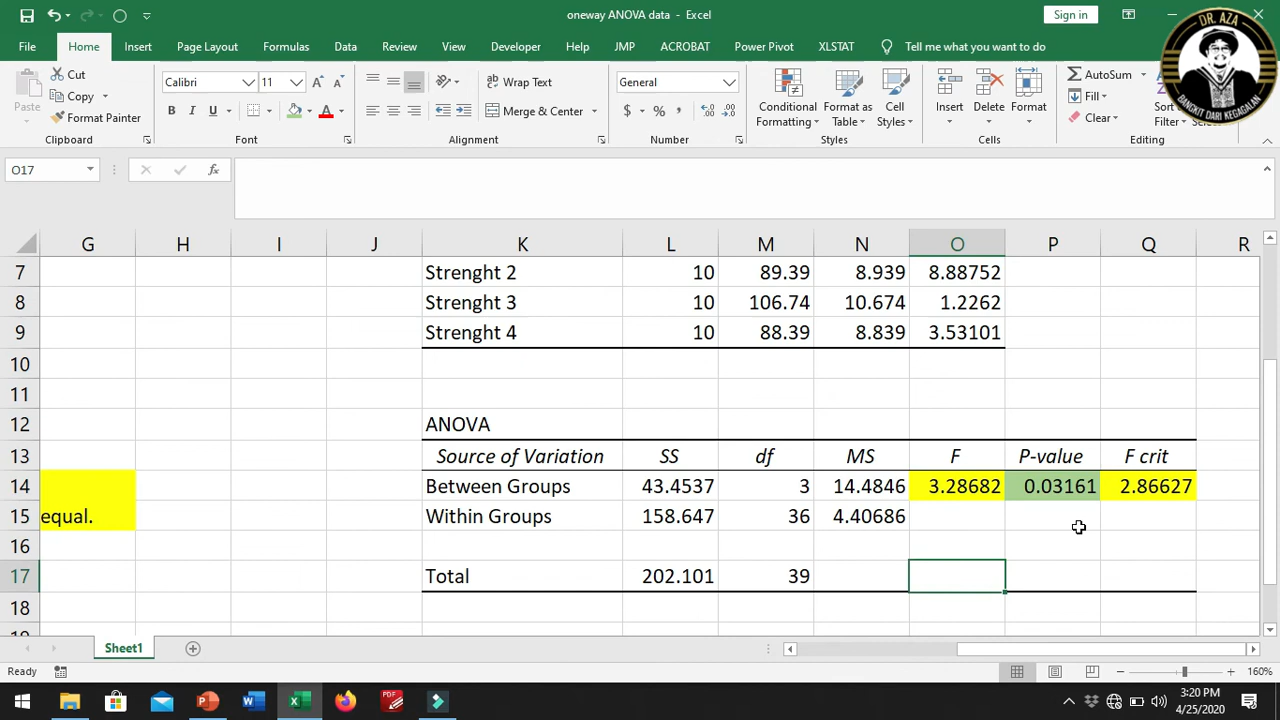 oneway ANOVA data - Excel
Sign in
DR. AZA
BANGKIT DARI KEGAGALAN
File Home Insert Page Layout Formulas Data Review View Developer Help JMP ACROBAT Power Pivot XLSTAT Tell me what you want to do
Paste
Cut
Copy
Format Painter
Clipboard
Calibri 11
B I U
Font
Wrap Text
Merge & Center
Alignment
General
$ %
Number
Conditional Formatting
Format as Table
Cell Styles
Styles
Insert
Delete
Format
Cells
AutoSum
Fill
Clear
Sort
Filter
Editing
O17
fx
G H I J K L M N O P Q R
7 Strenght 2 10 89.39 8.939 8.88752
8 Strenght 3 10 106.74 10.674 1.2262
9 Strenght 4 10 88.39 8.839 3.53101
10
11
12 ANOVA
13 Source of Variation SS df MS F P-value F crit
14 Between Groups 43.4537 3 14.4846 3.28682 0.03161 2.86627
15 equal. Within Groups 158.647 36 4.40686
16
17 Total 202.101 39
18
Sheet1
Ready
160%
3:20 PM
4/25/2020